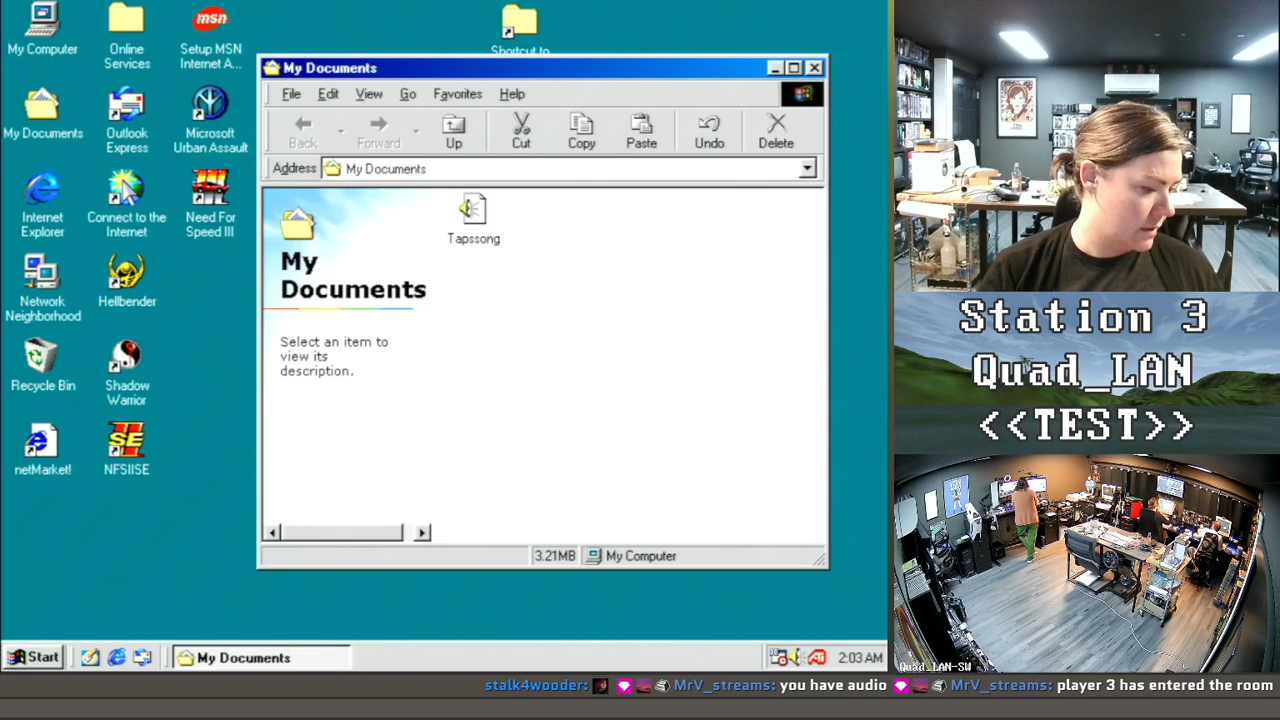 My Computer
Online
Services
msn
Setup MSN
Internet A...
Shortcut to
My Documents
Outlook
Express
Microsoft
Urban Assault
Internet
Explorer
Connect to the
Internet
Need For
Speed III
Network
Neighborhood
Hellbender
Recycle Bin
Shadow
Warrior
netMarket!
SE
NFSIISE
My Documents
File Edit View Go Favorites Help
Back Forward Up Cut Copy Paste Undo Delete
Address My Documents
My
Documents
Select an item to
view its
description.
Tapssong
3.21MB My Computer
Start My Documents ATI 2:03 AM
Station 3
Quad_LAN
<<TEST>>
Quad_LAN-SW
stalk4wooder: MrV_streams: you have audio MrV_streams: player 3 has entered the room